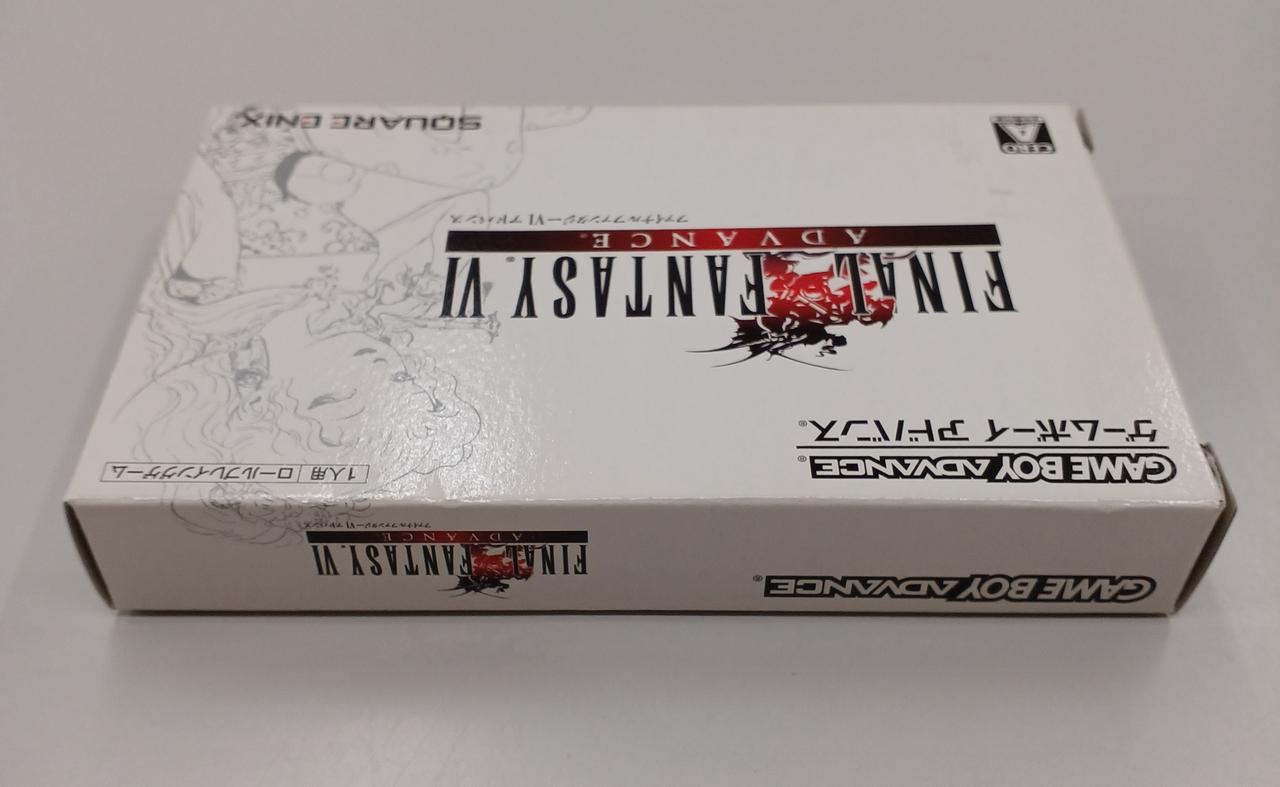 GAME BOY ADVANCE®
ゲームボーイ アドバンス®
1人用 ロールプレイングゲーム
FINAL FANTASY® VI
ADVANCE®
ファイナルファンタジーVI アドバンス
CERO
A
SQUARE ENIX
GAME BOY ADVANCE®
FINAL FANTASY® VI
ADVANCE
ファイナルファンタジーVI アドバンス